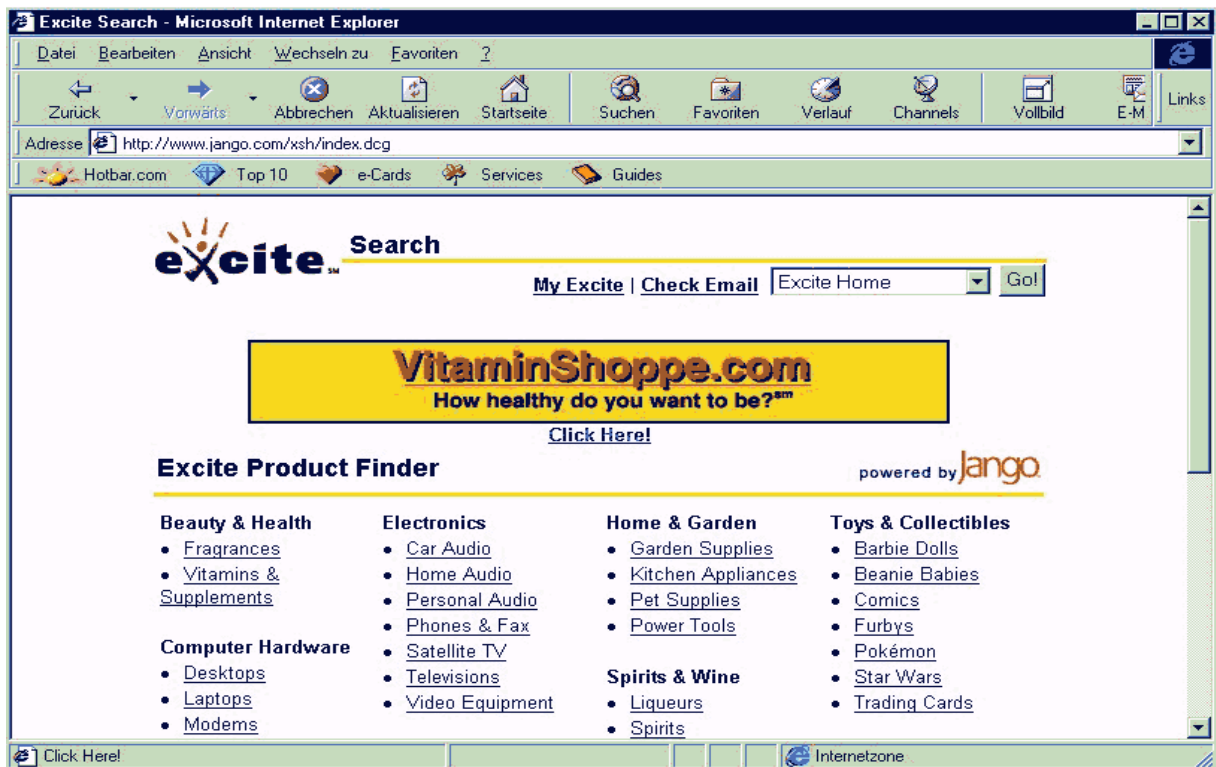 Excite Search - Microsoft Internet Explorer
Datei Bearbeiten Ansicht Wechseln zu Favoriten ?
Zurück Vorwärts Abbrechen Aktualisieren Startseite Suchen Favoriten Verlauf Channels Vollbild E-M Links
Adresse http://www.jango.com/xsh/index.dcg
Hotbar.com Top 10 e-Cards Services Guides
excite SM Search
My Excite | Check Email Excite Home Go!
VitaminShoppe.com
How healthy do you want to be?sm
Click Here!
Excite Product Finder powered by Jango
Beauty & Health
• Fragrances
• Vitamins &
Supplements
Computer Hardware
• Desktops
• Laptops
• Modems
Electronics
• Car Audio
• Home Audio
• Personal Audio
• Phones & Fax
• Satellite TV
• Televisions
• Video Equipment
Home & Garden
• Garden Supplies
• Kitchen Appliances
• Pet Supplies
• Power Tools
Spirits & Wine
• Liqueurs
• Spirits
Toys & Collectibles
• Barbie Dolls
• Beanie Babies
• Comics
• Furbys
• Pokémon
• Star Wars
• Trading Cards
Click Here! Internetzone